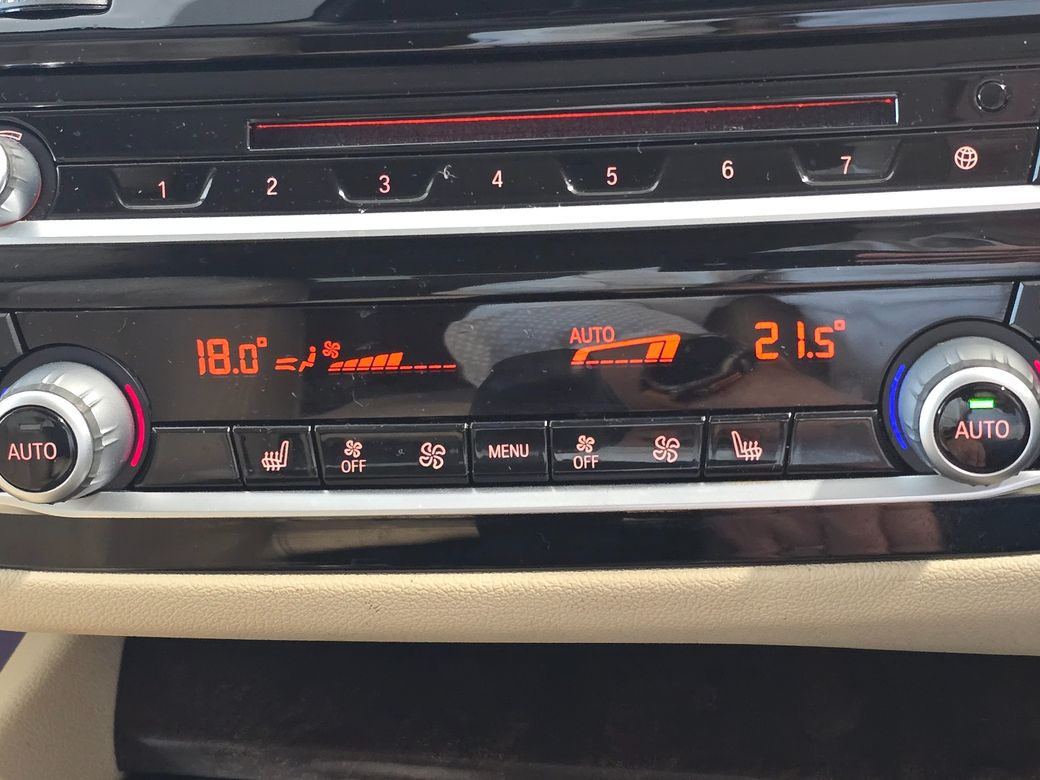 1 2 3 4 5 6 7
18.0° AUTO 21.5°
AUTO OFF MENU OFF AUTO